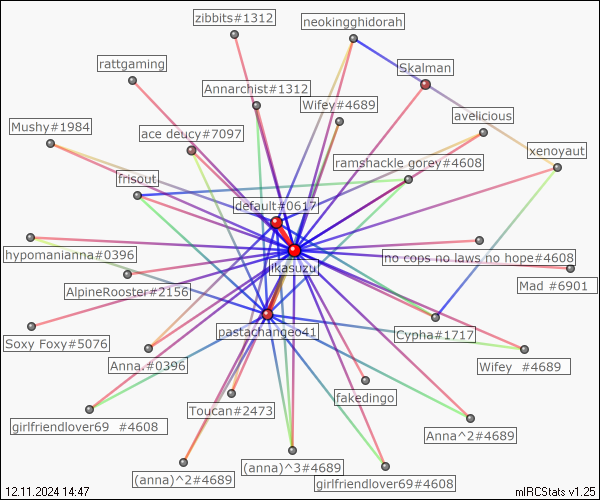 zibbits#1312
neokingghidorah
rattgaming
Skalman
Annarchist#1312
Wifey#4689
avelicious
Mushy#1984
ace deucy#7097
xenoyaut
ramshackle gorey#4608
frisout
default#0617
hypomanianna#0396
ikasuzu
no cops no laws no hope#4608
AlpineRooster#2156
Mad #6901
pastachangeo41
Cypha#1717
Soxy Foxy#5076
Anna.#0396
Wifey #4689
fakedingo
Toucan#2473
girlfriendlover69 #4608
Anna^2#4689
(anna)^3#4689
(anna)^2#4689
girlfriendlover69#4608
12.11.2024 14:47
mIRCStats v1.25